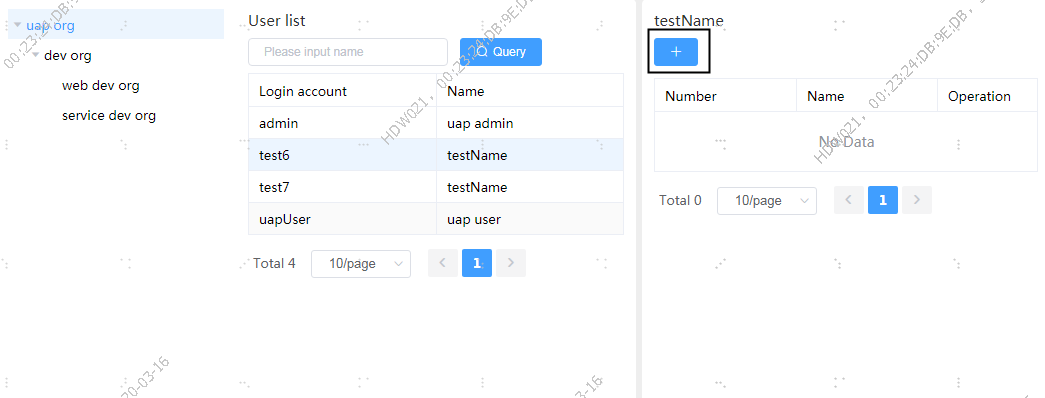 uap org
dev org
web dev org
service dev org
User list
Please input name
Query
Login account Name
admin uap admin
test6 testName
test7 testName
uapUser uap user
Total 4 10/page 1
testName
Number Name Operation
No Data
Total 0 10/page 1
00:23:24:DB:9E:DB
HDW021, 00:23:24:DB:9E:DB,
HDW021, 00:23:24:DB:9E:DB,
20-03-16
3-16